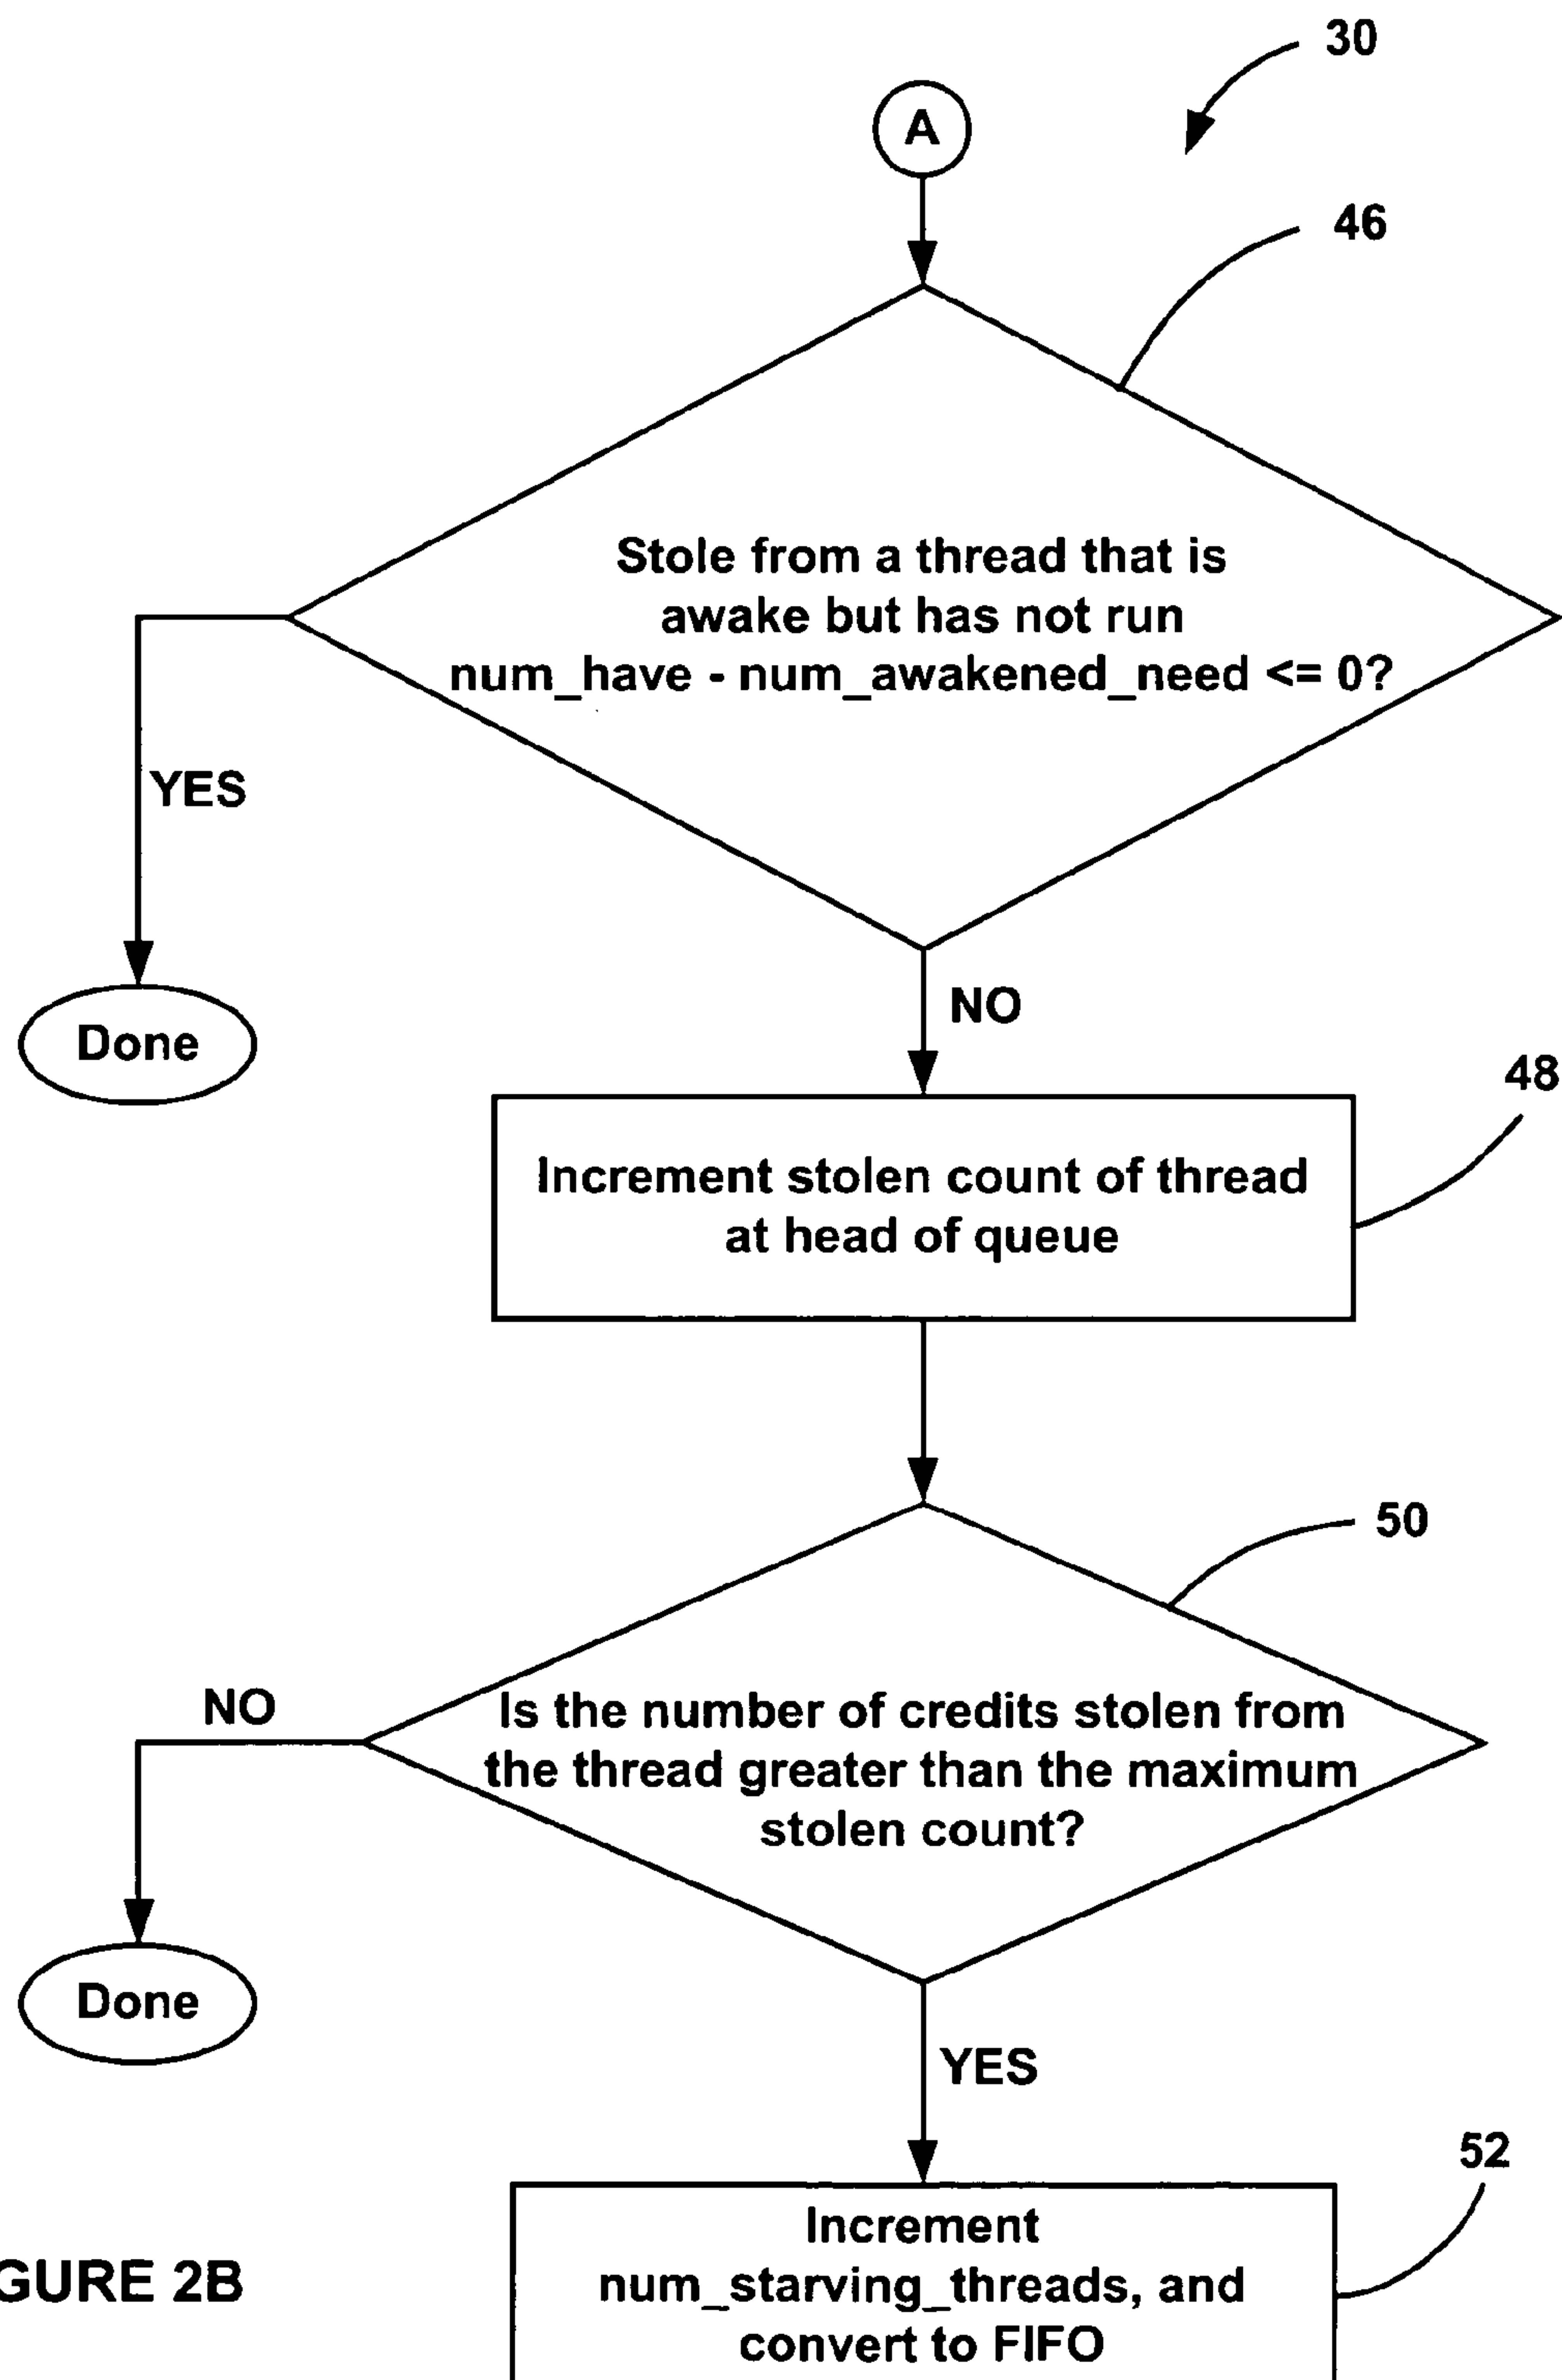 30
A
46
Stole from a thread that is
awake but has not run
num_have - num_awakened_need <= 0?
YES
NO
Done
48
Increment stolen count of thread
at head of queue
50
NO
Is the number of credits stolen from
the thread greater than the maximum
stolen count?
Done
YES
52
Increment
num_starving_threads, and
convert to FIFO
GURE 2B